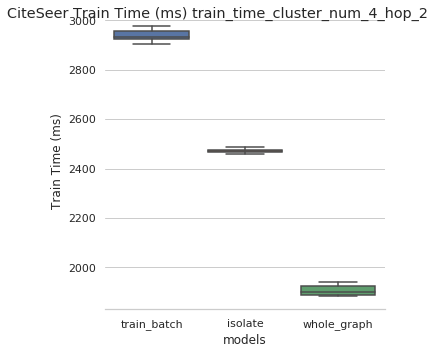 CiteSeer Train Time (ms) train_time_cluster_num_4_hop_2
3000
2800
2600
2400
2200
2000
Train Time (ms)
train_batch isolate whole_graph
models